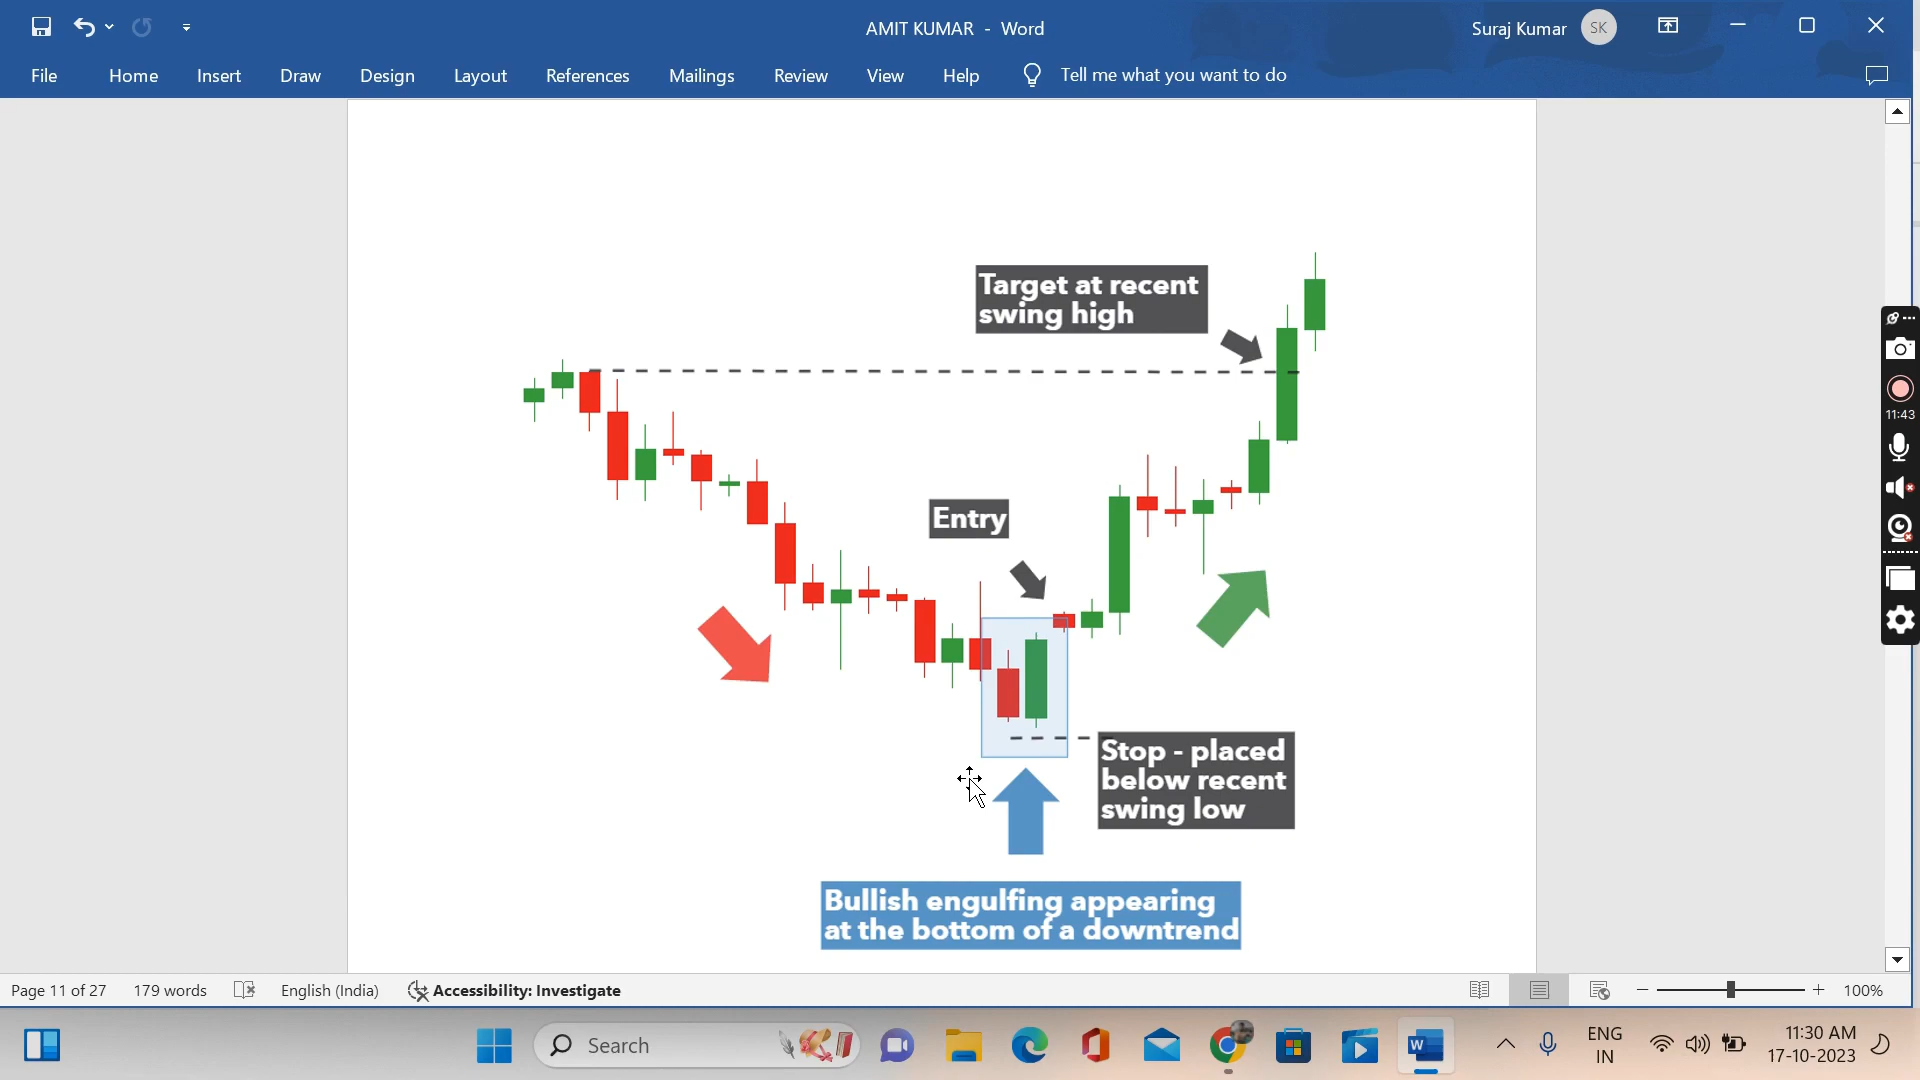 AMIT KUMAR - Word
Suraj Kumar
SK
File Home Insert Draw Design Layout References Mailings Review View Help Tell me what you want to do
Target at recent
swing high
Entry
Stop - placed
below recent
swing low
Bullish engulfing appearing
at the bottom of a downtrend
11:43
Page 11 of 27 179 words English (India) Accessibility: Investigate 100%
Search
W
ENG
IN
11:30 AM
17-10-2023